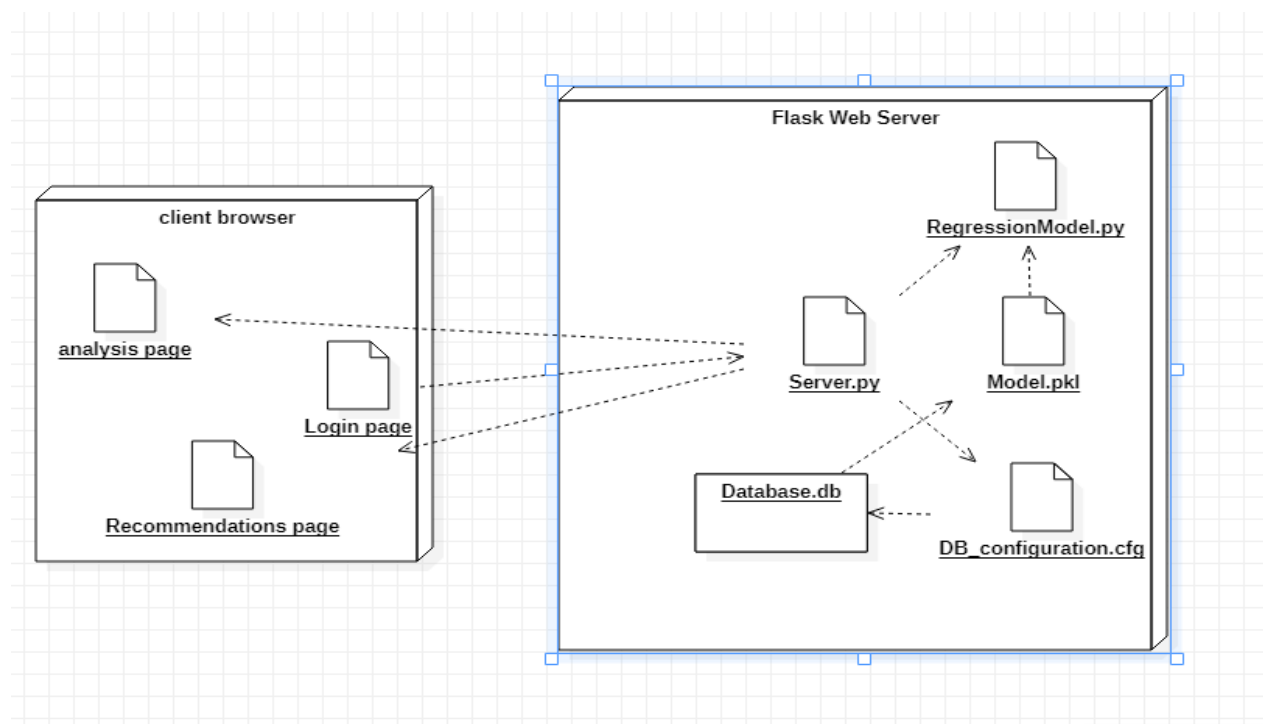 Flask Web Server
RegressionModel.py
client browser
analysis page
Server.py
Model.pkl
Login page
Database.db
Recommendations page
DB_configuration.cfg